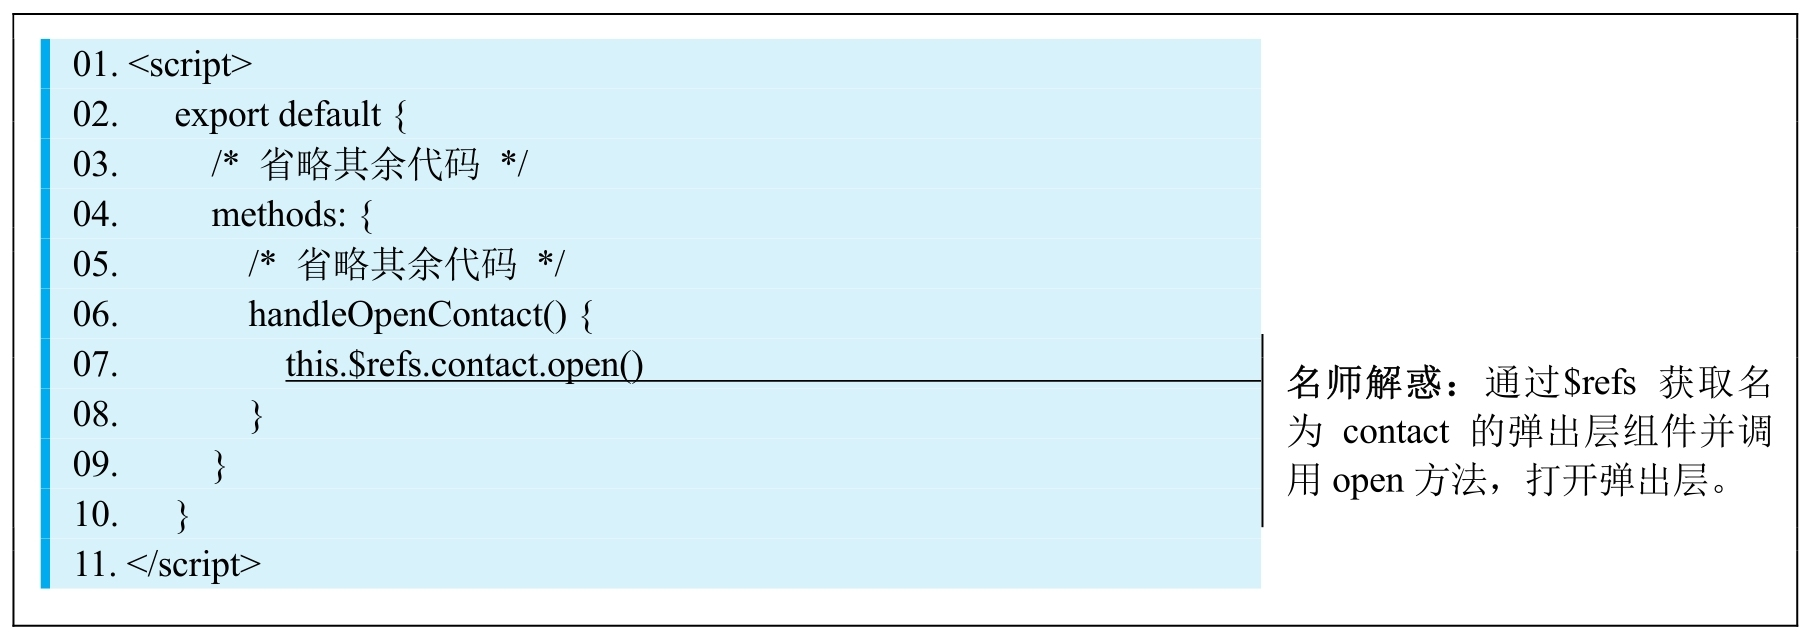 01. <script>
02. export default {
03. /* 省略其余代码 */
04. methods: {
05. /* 省略其余代码 */
06. handleOpenContact() {
07. this.$refs.contact.open()
08. }
09. }
10. }
11. </script>
名师解惑：通过$refs 获取名
为 contact 的弹出层组件并调
用 open 方法，打开弹出层。